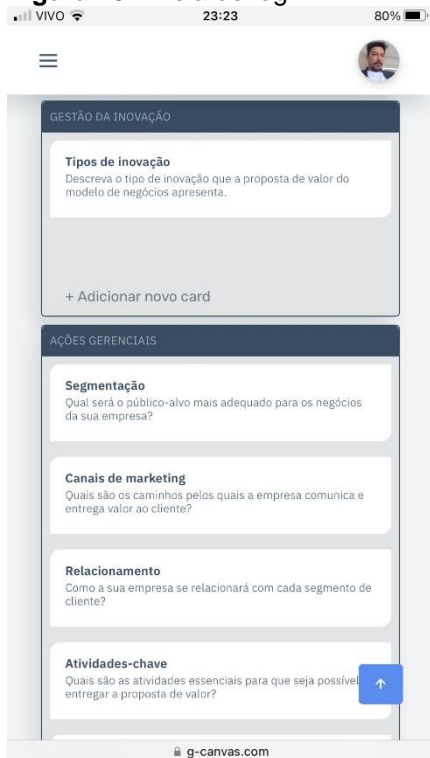 VIVO 23:23 80%
GESTÃO DA INOVAÇÃO
Tipos de inovação
Descreva o tipo de inovação que a proposta de valor do
modelo de negócios apresenta.
+ Adicionar novo card
AÇÕES GERENCIAIS
Segmentação
Qual será o público-alvo mais adequado para os negócios
da sua empresa?
Canais de marketing
Quais são os caminhos pelos quais a empresa comunica e
entrega valor ao cliente?
Relacionamento
Como a sua empresa se relacionará com cada segmento de
cliente?
Atividades-chave
Quais são as atividades essenciais para que seja possível
entregar a proposta de valor?
g-canvas.com